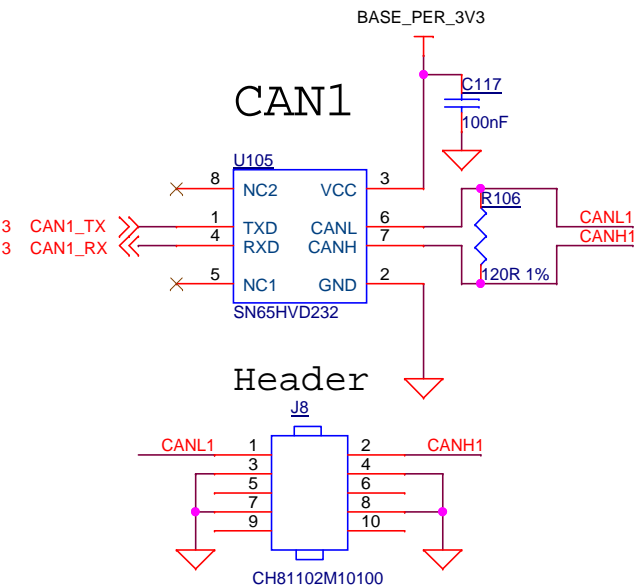 BASE_PER_3V3
CAN1
C117
100nF
U105
8 NC2 VCC 3
R106
3 CAN1_TX 1 TXD CANL 6 CANL1
3 CAN1_RX 4 RXD CANH 7 CANH1
5 NC1 GND 2
120R 1%
SN65HVD232
Header
J8
CANL1 1 2 CANH1
3 4
5 6
7 8
9 10
CH81102M10100